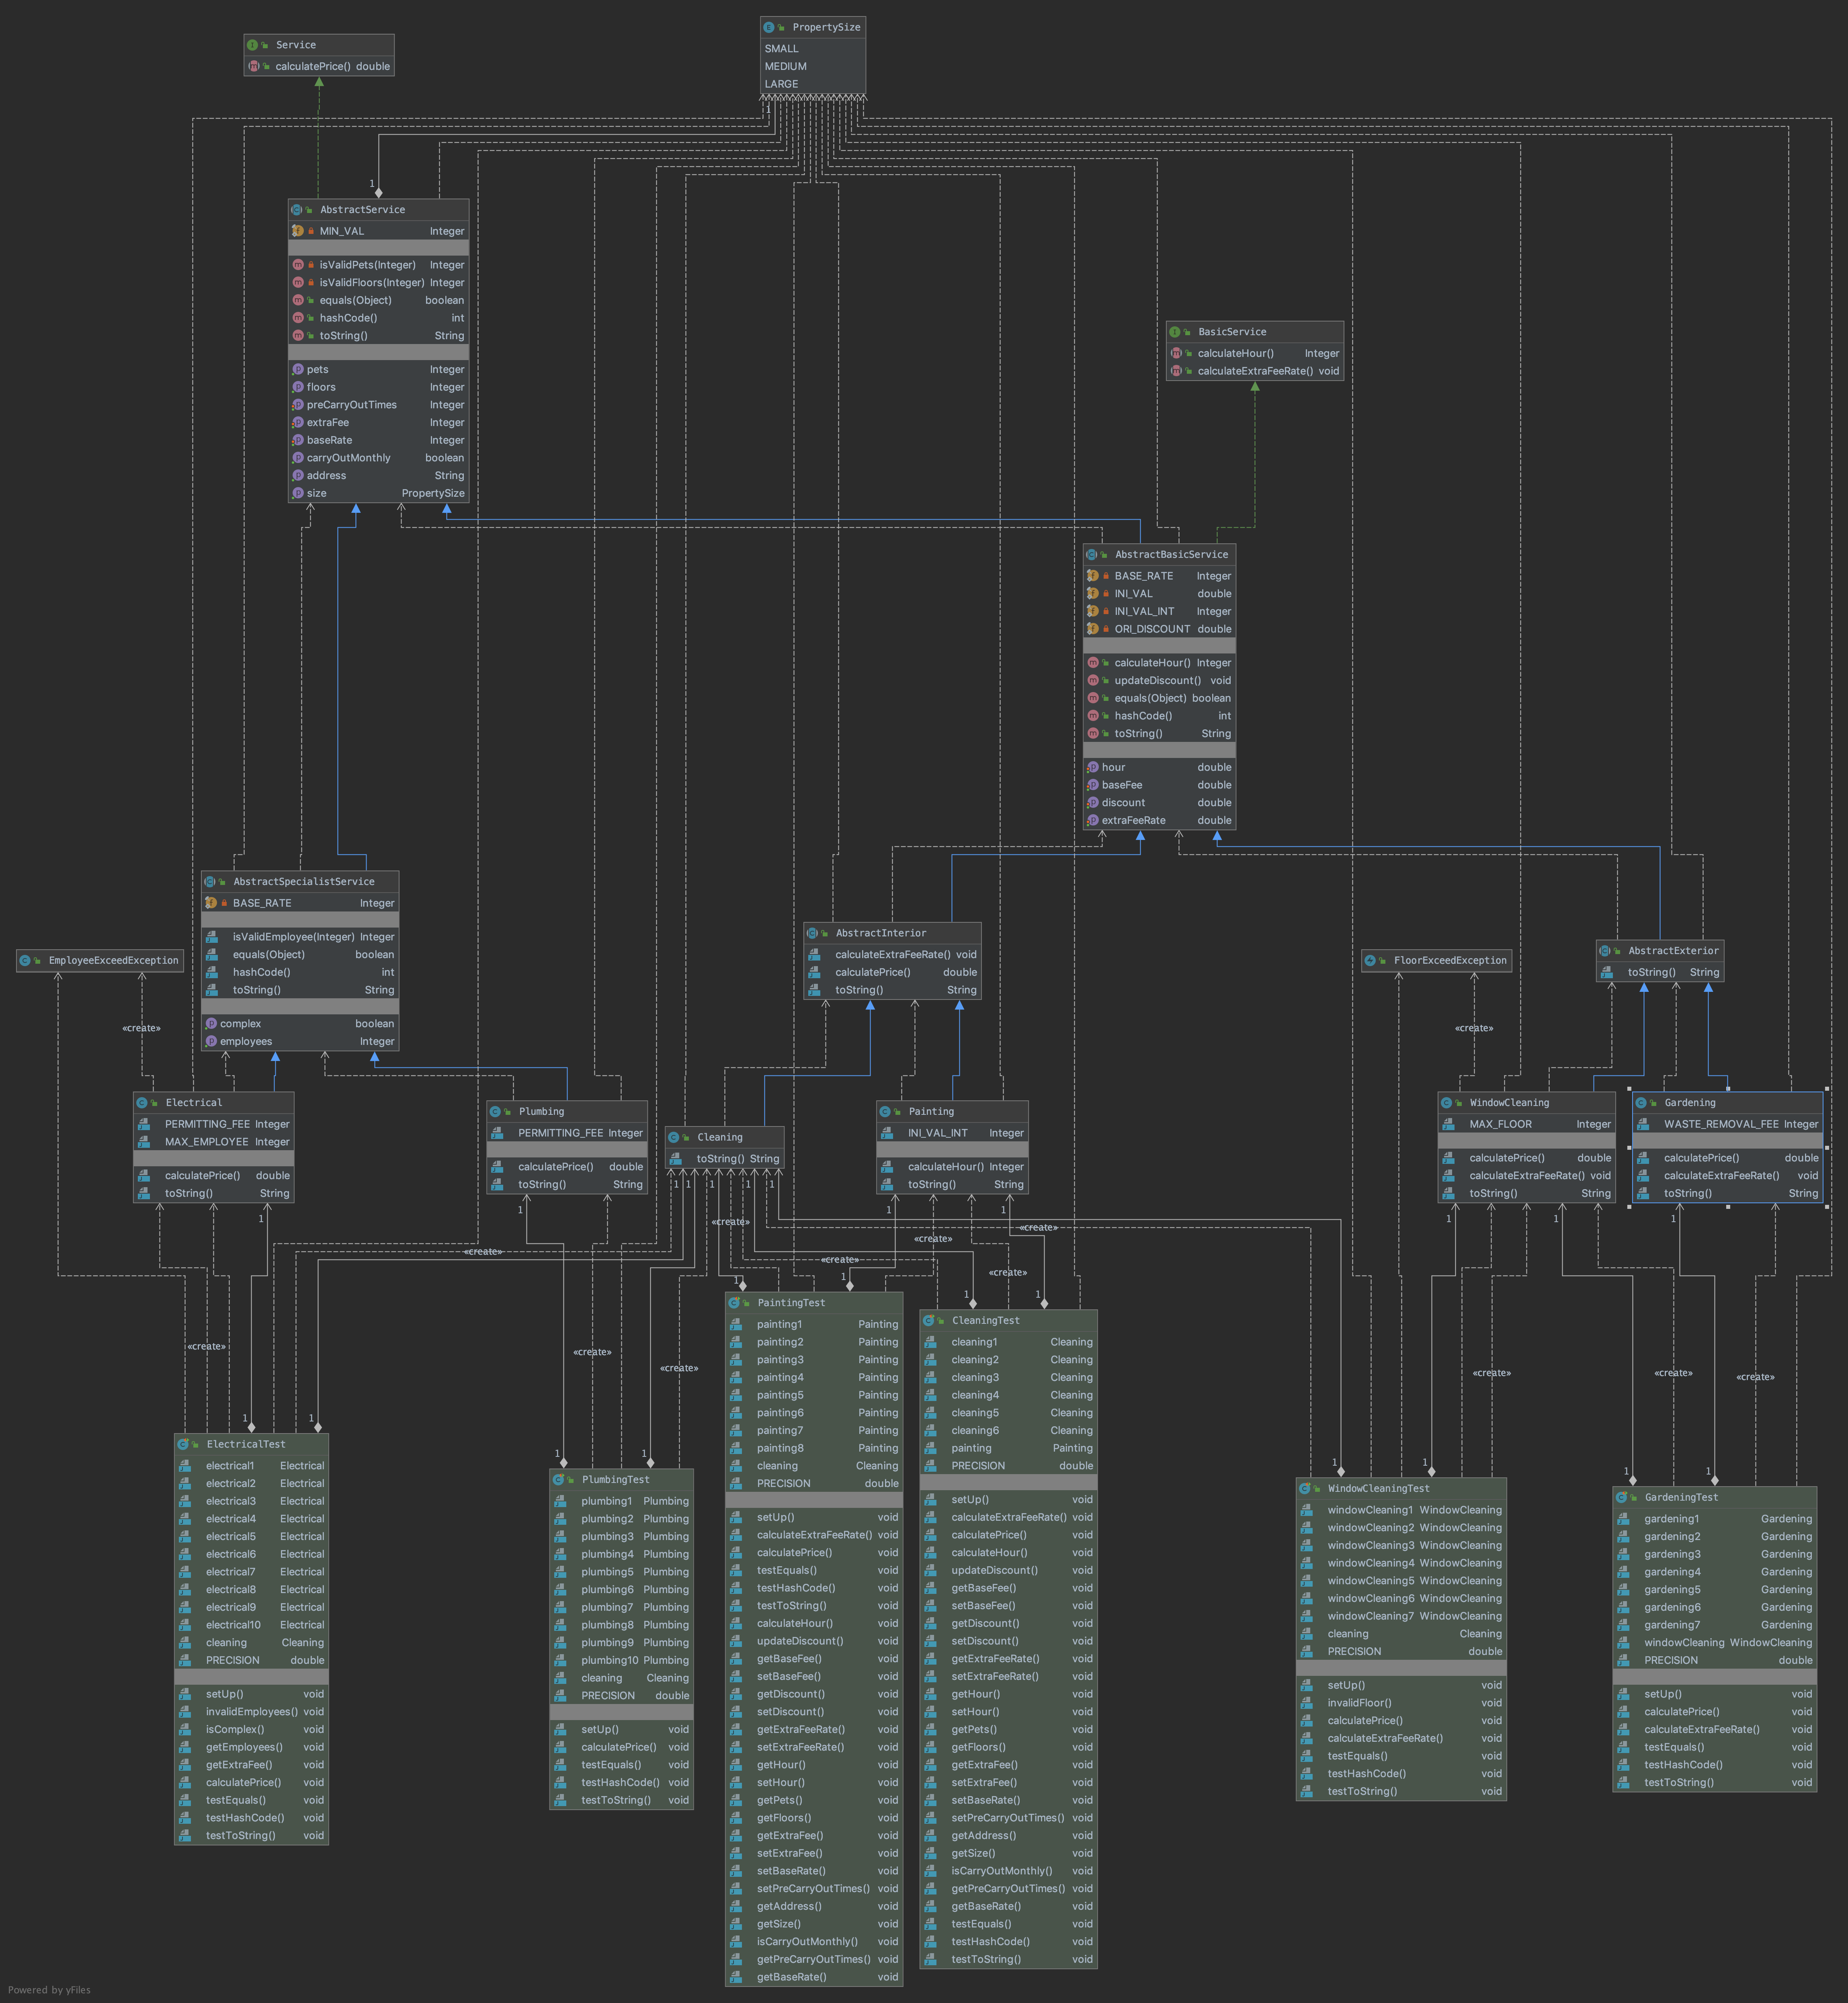 PropertySize
SMALL
MEDIUM
LARGE
Service
calculatePrice() double
1
1
AbstractService
MIN_VAL Integer
isValidPets(Integer) Integer
isValidFloors(Integer) Integer
equals(Object) boolean
hashCode() int
toString() String
pets Integer
floors Integer
preCarryOutTimes Integer
extraFee Integer
baseRate Integer
carryOutMonthly boolean
address String
size PropertySize
BasicService
calculateHour() Integer
calculateExtraFeeRate() void
AbstractBasicService
BASE_RATE Integer
INI_VAL double
INI_VAL_INT Integer
ORI_DISCOUNT double
calculateHour() Integer
updateDiscount() void
equals(Object) boolean
hashCode() int
toString() String
hour double
baseFee double
discount double
extraFeeRate double
AbstractSpecialistService
BASE_RATE Integer
isValidEmployee(Integer) Integer
equals(Object) boolean
hashCode() int
toString() String
complex boolean
employees Integer
EmployeeExceedException
«create»
AbstractInterior
calculateExtraFeeRate() void
calculatePrice() double
toString() String
FloorExceedException
«create»
AbstractExterior
toString() String
Electrical
PERMITTING_FEE Integer
MAX_EMPLOYEE Integer
calculatePrice() double
toString() String
Plumbing
PERMITTING_FEE Integer
calculatePrice() double
toString() String
Cleaning
toString() String
Painting
INI_VAL_INT Integer
calculateHour() Integer
toString() String
WindowCleaning
MAX_FLOOR Integer
calculatePrice() double
calculateExtraFeeRate() void
toString() String
Gardening
WASTE_REMOVAL_FEE Integer
calculatePrice() double
calculateExtraFeeRate() void
toString() String
1
1
1
1
1
1
1
1
1
1
1
1
«create»
«create»
«create»
«create»
«create»
«create»
1
1
1
1
PaintingTest
painting1 Painting
painting2 Painting
painting3 Painting
painting4 Painting
painting5 Painting
painting6 Painting
painting7 Painting
painting8 Painting
cleaning Cleaning
PRECISION double
setUp() void
calculateExtraFeeRate() void
calculatePrice() void
testEquals() void
testHashCode() void
testToString() void
calculateHour() void
updateDiscount() void
getBaseFee() void
setBaseFee() void
getDiscount() void
setDiscount() void
getExtraFeeRate() void
setExtraFeeRate() void
getHour() void
setHour() void
getPets() void
getFloors() void
getExtraFee() void
setExtraFee() void
setBaseRate() void
setPreCarryOutTimes() void
getAddress() void
getSize() void
isCarryOutMonthly() void
getPreCarryOutTimes() void
getBaseRate() void
CleaningTest
cleaning1 Cleaning
cleaning2 Cleaning
cleaning3 Cleaning
cleaning4 Cleaning
cleaning5 Cleaning
cleaning6 Cleaning
painting Painting
PRECISION double
setUp() void
calculateExtraFeeRate() void
calculatePrice() void
calculateHour() void
updateDiscount() void
getBaseFee() void
setBaseFee() void
getDiscount() void
setDiscount() void
getExtraFeeRate() void
setExtraFeeRate() void
getHour() void
setHour() void
getPets() void
getFloors() void
getExtraFee() void
setExtraFee() void
setBaseRate() void
setPreCarryOutTimes() void
getAddress() void
getSize() void
isCarryOutMonthly() void
getPreCarryOutTimes() void
getBaseRate() void
testEquals() void
testHashCode() void
testToString() void
«create»
«create»
«create»
«create»
«create»
«create»
1
1
1
1
1
1
1
1
ElectricalTest
electrical1 Electrical
electrical2 Electrical
electrical3 Electrical
electrical4 Electrical
electrical5 Electrical
electrical6 Electrical
electrical7 Electrical
electrical8 Electrical
electrical9 Electrical
electrical10 Electrical
cleaning Cleaning
PRECISION double
setUp() void
invalidEmployees() void
isComplex() void
getEmployees() void
getExtraFee() void
calculatePrice() void
testEquals() void
testHashCode() void
testToString() void
PlumbingTest
plumbing1 Plumbing
plumbing2 Plumbing
plumbing3 Plumbing
plumbing4 Plumbing
plumbing5 Plumbing
plumbing6 Plumbing
plumbing7 Plumbing
plumbing8 Plumbing
plumbing9 Plumbing
plumbing10 Plumbing
cleaning Cleaning
PRECISION double
setUp() void
calculatePrice() void
testEquals() void
testHashCode() void
testToString() void
WindowCleaningTest
windowCleaning1 WindowCleaning
windowCleaning2 WindowCleaning
windowCleaning3 WindowCleaning
windowCleaning4 WindowCleaning
windowCleaning5 WindowCleaning
windowCleaning6 WindowCleaning
windowCleaning7 WindowCleaning
cleaning Cleaning
PRECISION double
setUp() void
invalidFloor() void
calculatePrice() void
calculateExtraFeeRate() void
testEquals() void
testHashCode() void
testToString() void
GardeningTest
gardening1 Gardening
gardening2 Gardening
gardening3 Gardening
gardening4 Gardening
gardening5 Gardening
gardening6 Gardening
gardening7 Gardening
windowCleaning WindowCleaning
PRECISION double
setUp() void
calculatePrice() void
calculateExtraFeeRate() void
testEquals() void
testHashCode() void
testToString() void
Powered by yFiles